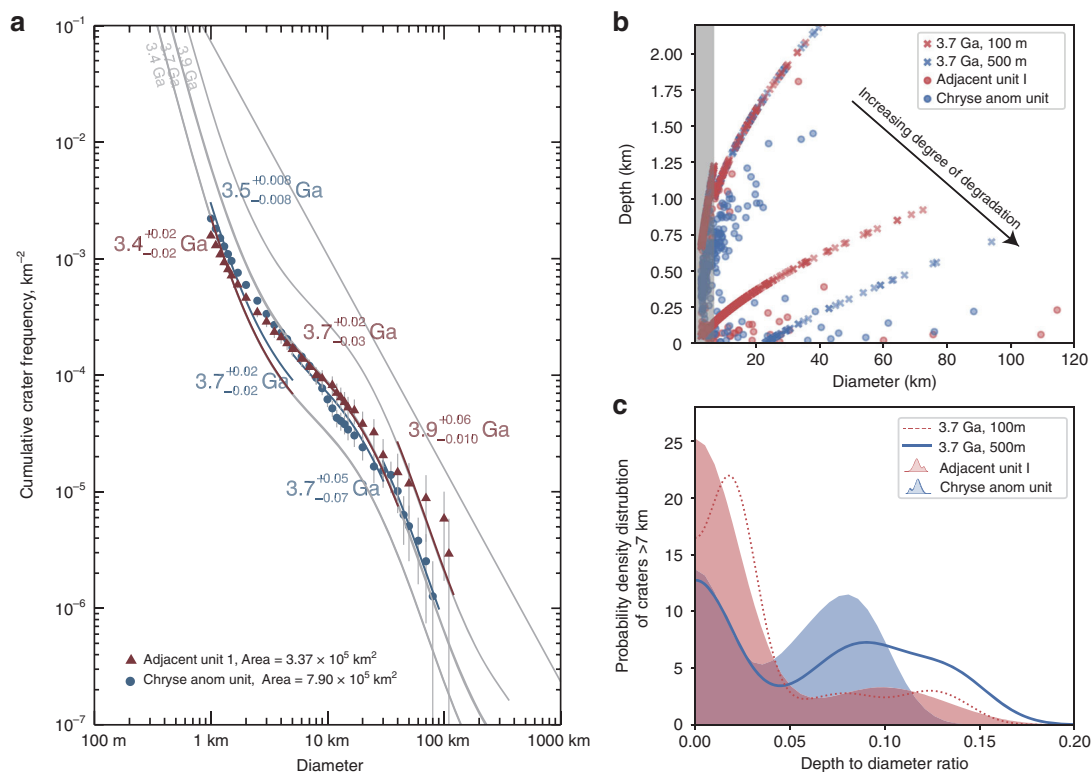 a
Cumulative crater frequency, km⁻²
10⁻¹
10⁻²
10⁻³
10⁻⁴
10⁻⁵
10⁻⁶
10⁻⁷
3.4 Ga
3.7 Ga
3.9 Ga
3.5 +0.008 −0.008 Ga
3.4 +0.02 −0.02 Ga
3.7 +0.02 −0.03 Ga
3.7 +0.02 −0.02 Ga
3.9 +0.06 −0.010 Ga
3.7 +0.05 −0.07 Ga
Adjacent unit 1, Area = 3.37 × 10⁵ km²
Chryse anom unit, Area = 7.90 × 10⁵ km²
100 m 1 km 10 km 100 km 1000 km
Diameter
b
Depth (km)
2.00
1.75
1.50
1.25
1.00
0.75
0.50
0.25
0
3.7 Ga, 100 m
3.7 Ga, 500 m
Adjacent unit I
Chryse anom unit
Increasing degree of degradation
20 40 60 80 100 120
Diameter (km)
c
Probability density distrubtion
of craters >7 km
25
20
15
10
5
0
3.7 Ga, 100m
3.7 Ga, 500m
Adjacent unit I
Chryse anom unit
0.00 0.05 0.10 0.15 0.20
Depth to diameter ratio